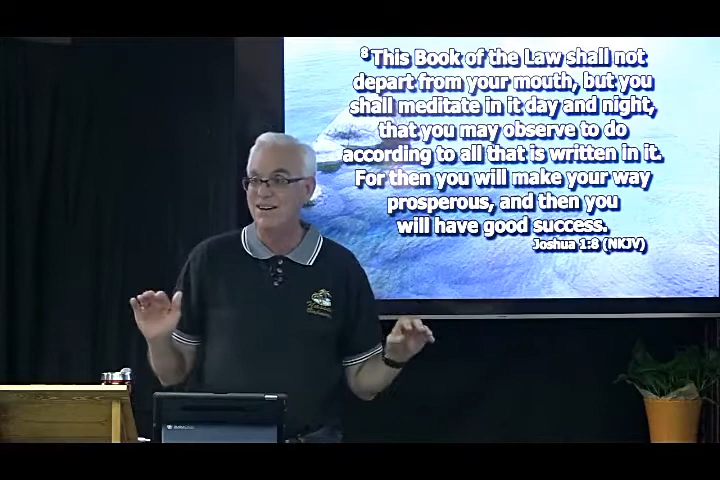 8 This Book of the Law shall not
depart from your mouth, but you
shall meditate in it day and night,
that you may observe to do
according to all that is written in it.
For then you will make your way
prosperous, and then you
will have good success.
Joshua 1:8 (NKJV)